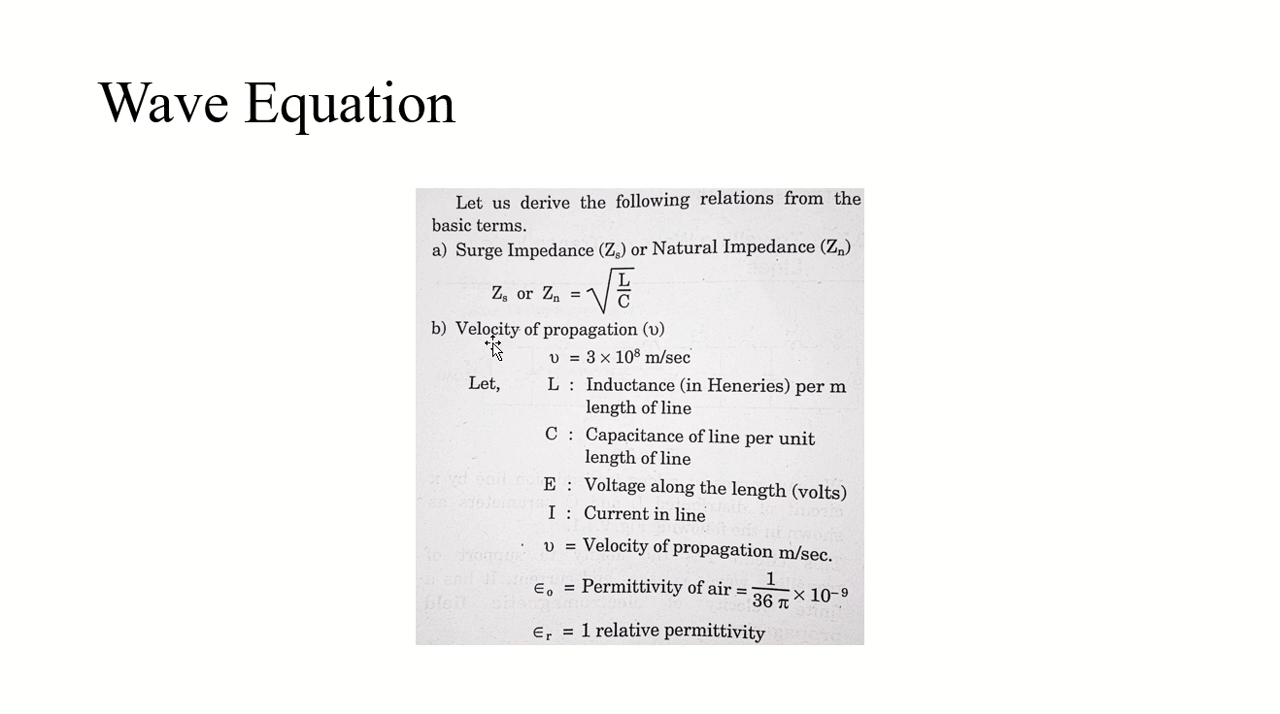 Wave Equation
Let us derive the following relations from the
basic terms.
a) Surge Impedance (Zₛ) or Natural Impedance (Zₙ)
Zₛ or Zₙ = √(L/C)
b) Velocity of propagation (υ)
υ = 3 × 10⁸ m/sec
Let, L : Inductance (in Heneries) per m
length of line
C : Capacitance of line per unit
length of line
E : Voltage along the length (volts)
I : Current in line
υ = Velocity of propagation m/sec.
∈₀ = Permittivity of air = 1/(36 π) × 10⁻⁹
∈ᵣ = 1 relative permittivity